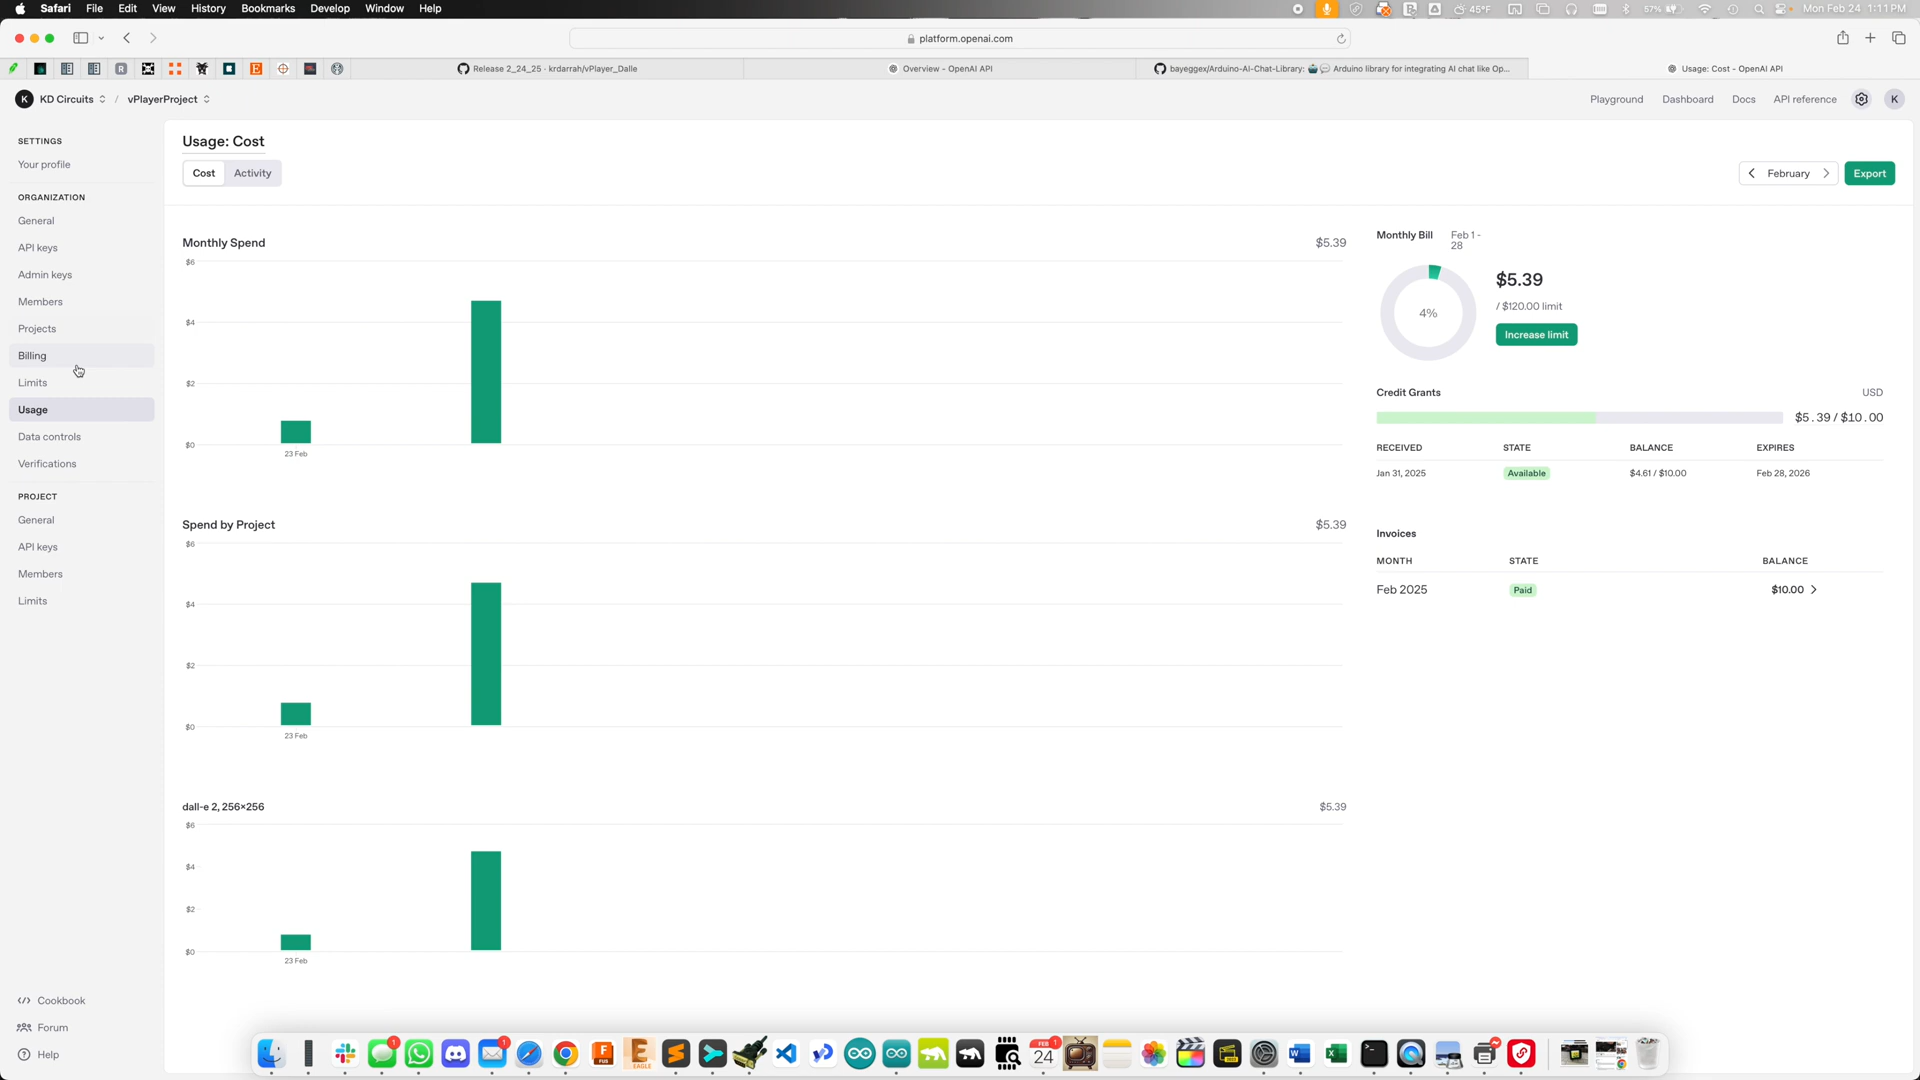 Safari File Edit View History Bookmarks Develop Window Help
45°F 57% Mon Feb 24 1:11 PM
platform.openai.com
Release 2_24_25 · krdarrah/vPlayer_Dalle
Overview - OpenAI API
bayeggex/Arduino-AI-Chat-Library: Arduino library for integrating AI chat like Op...
Usage: Cost - OpenAI API
K KD Circuits / vPlayerProject
Playground Dashboard Docs API reference K
SETTINGS
Your profile
ORGANIZATION
General
API keys
Admin keys
Members
Projects
Billing
Limits
Usage
Data controls
Verifications
PROJECT
General
API keys
Members
Limits
Cookbook
Forum
Help
Usage: Cost
Cost Activity
February Export
Monthly Spend $5.39
$6
$4
$2
$0
23 Feb
Spend by Project $5.39
$6
$4
$2
$0
23 Feb
dall-e 2, 256×256 $5.39
$6
$4
$2
$0
23 Feb
Monthly Bill Feb 1 -
28
4%
$5.39
/ $120.00 limit
Increase limit
Credit Grants USD
$5.39 / $10.00
RECEIVED STATE BALANCE EXPIRES
Jan 31, 2025 Available $4.61 / $10.00 Feb 28, 2026
Invoices
MONTH STATE BALANCE
Feb 2025 Paid $10.00
1 1 FUS EAGLE FEB 24 1